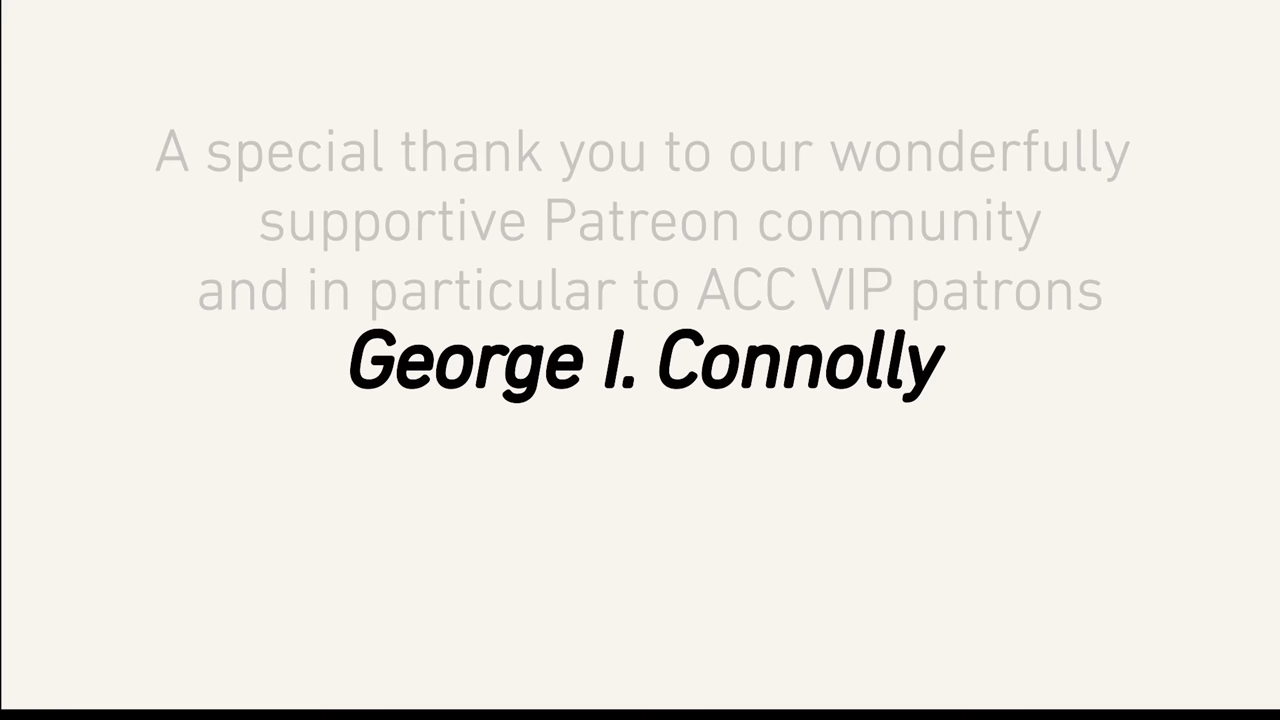 A special thank you to our wonderfully
supportive Patreon community
and in particular to ACC VIP patrons
George I. Connolly